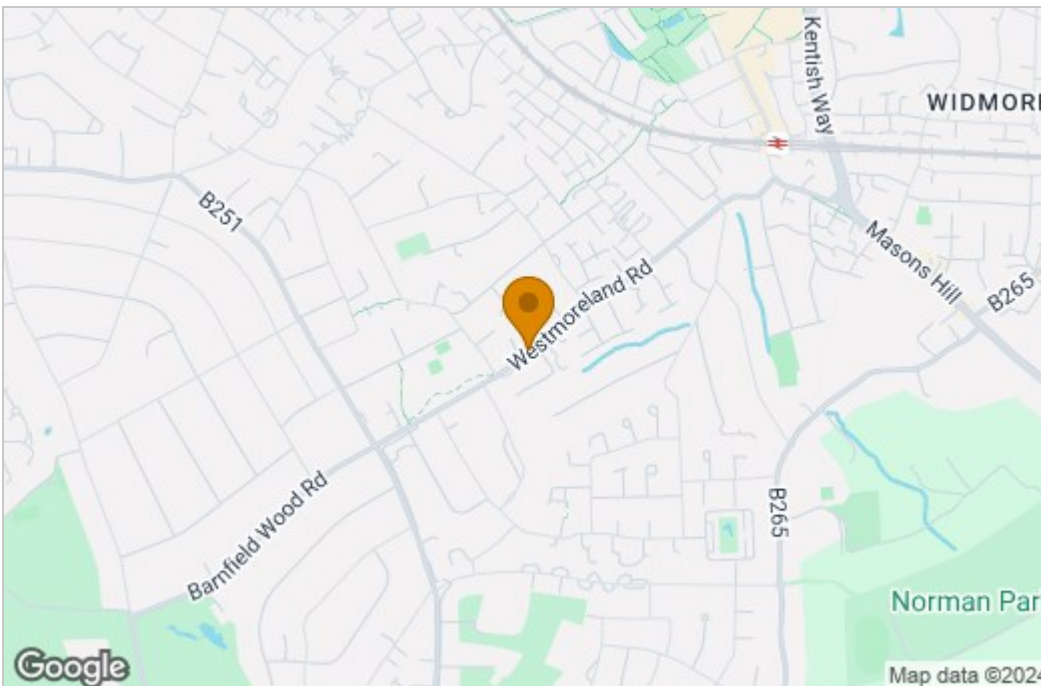 Kentish Way
WIDMORE
B251
Masons Hill
B265
Westmoreland Rd
Barnfield Wood Rd
B265
Norman Par
Google
Map data ©2024